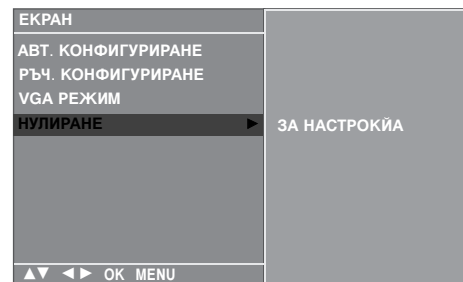 ЕКРАН
АВТ. КОНФИГУРИРАНЕ
РЪЧ. КОНФИГУРИРАНЕ
VGA РЕЖИМ
НУЛИРАНЕ ►
ЗА НАСТРОКЙА
▲▼ ◄► OK MENU